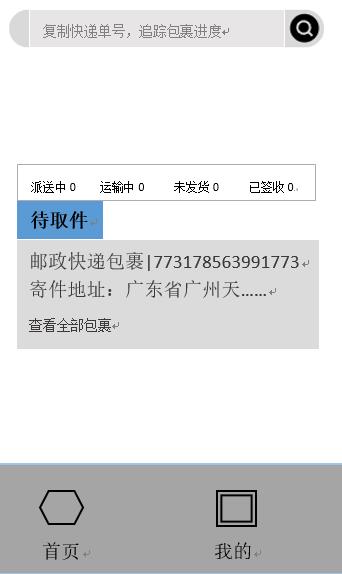 复制快递单号，追踪包裹进度
派送中 0 运输中 0 未发货 0 已签收 0
待取件
邮政快递包裹|773178563991773
寄件地址：广东省广州天……
查看全部包裹
首页 我的